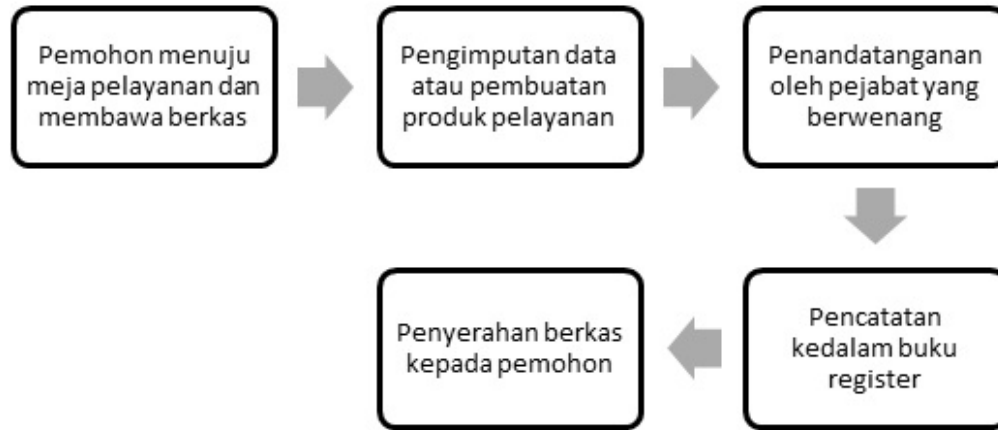 Pemohon menuju
meja pelayanan dan
membawa berkas
Pengimputan data
atau pembuatan
produk pelayanan
Penandatanganan
oleh pejabat yang
berwenang
Pencatatan
kedalam buku
register
Penyerahan berkas
kepada pemohon